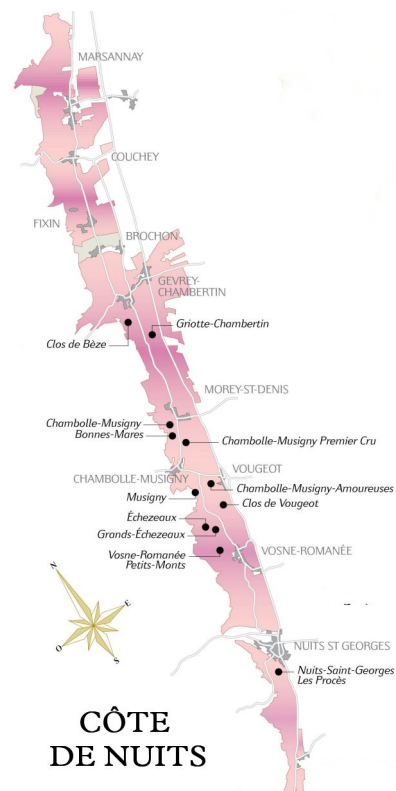 MARSANNAY
COUCHEY
FIXIN
BROCHON
GEVREY-
CHAMBERTIN
Griotte-Chambertin
Clos de Bèze
MOREY-ST-DENIS
Chambolle-Musigny
Bonnes-Mares
Chambolle-Musigny Premier Cru
CHAMBOLLE-MUSIGNY
VOUGEOT
Chambolle-Musigny-Amoureuses
Musigny
Clos de Vougeot
Échezeaux
Grands-Échezeaux
Vosne-Romanée
Petits-Monts
VOSNE-ROMANÉE
N
E
O
S
NUITS ST GEORGES
Nuits-Saint-Georges
Les Procès
CÔTE
DE NUITS